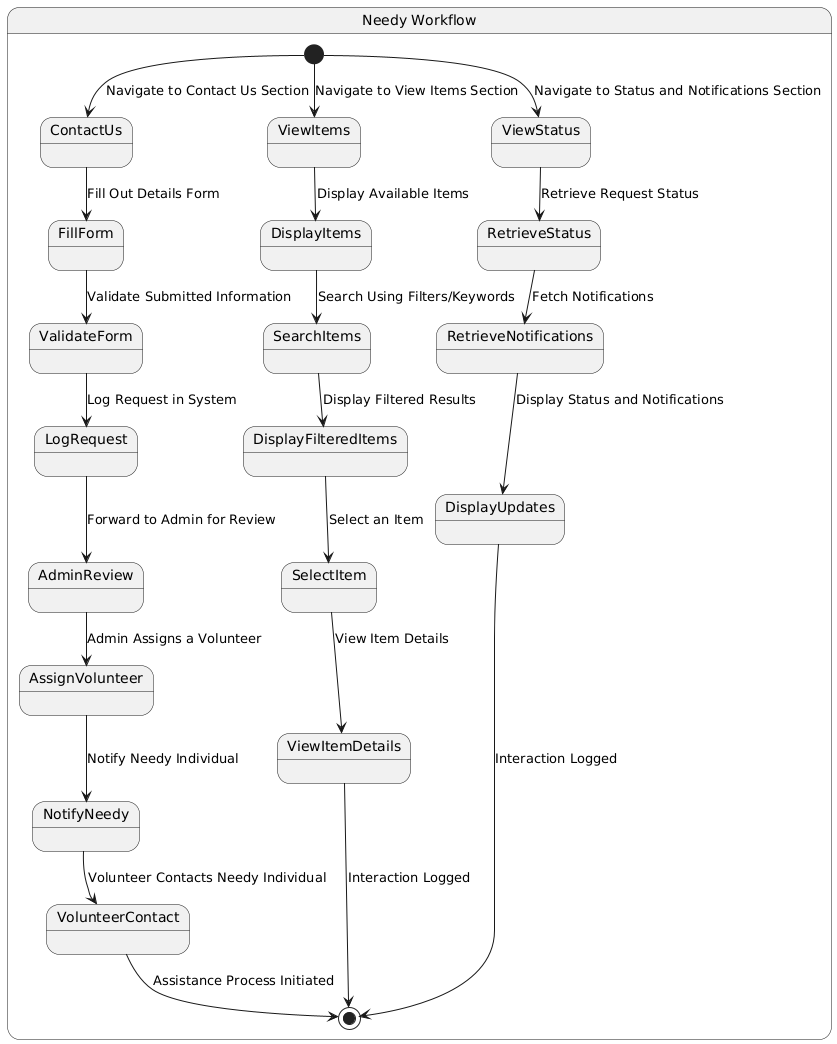 Needy Workflow
Navigate to Contact Us Section
Navigate to View Items Section
Navigate to Status and Notifications Section
ContactUs
ViewItems
ViewStatus
Fill Out Details Form
Display Available Items
Retrieve Request Status
FillForm
DisplayItems
RetrieveStatus
Validate Submitted Information
Search Using Filters/Keywords
Fetch Notifications
ValidateForm
SearchItems
RetrieveNotifications
Log Request in System
Display Filtered Results
Display Status and Notifications
LogRequest
DisplayFilteredItems
DisplayUpdates
Forward to Admin for Review
Select an Item
AdminReview
SelectItem
Admin Assigns a Volunteer
View Item Details
AssignVolunteer
ViewItemDetails
Notify Needy Individual
Interaction Logged
NotifyNeedy
Volunteer Contacts Needy Individual
Interaction Logged
VolunteerContact
Assistance Process Initiated